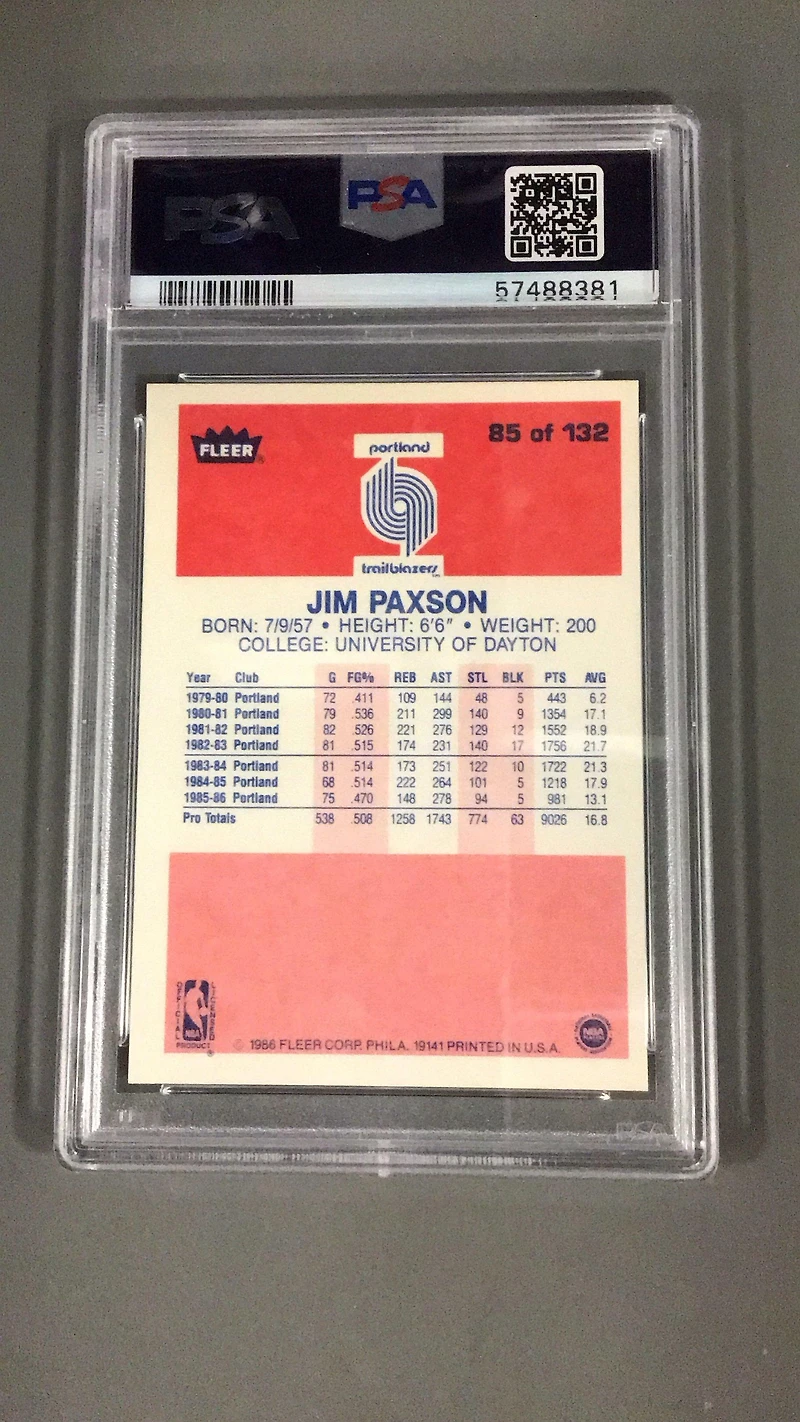 PSA PSA
57488381
FLEER
85 of 132
portland
trailblazers
JIM PAXSON
BORN: 7/9/57 • HEIGHT: 6'6" • WEIGHT: 200
COLLEGE: UNIVERSITY OF DAYTON
Year Club G FG% REB AST STL BLK PTS AVG
1979-80 Portland 72 .411 109 144 48 5 443 6.2
1980-81 Portland 79 .536 211 299 140 9 1354 17.1
1981-82 Portland 82 .526 221 276 129 12 1552 18.9
1982-83 Portland 81 .515 174 231 140 17 1756 21.7
1983-84 Portland 81 .514 173 251 122 10 1722 21.3
1984-85 Portland 68 .514 222 264 101 5 1218 17.9
1985-86 Portland 75 .470 148 278 94 5 981 13.1
Pro Totals 538 .508 1258 1743 774 63 9026 16.8
OFFICIAL LICENSED
NBA
PRODUCT
© 1986 FLEER CORP. PHILA. 19141 PRINTED IN U.S.A.
PSA